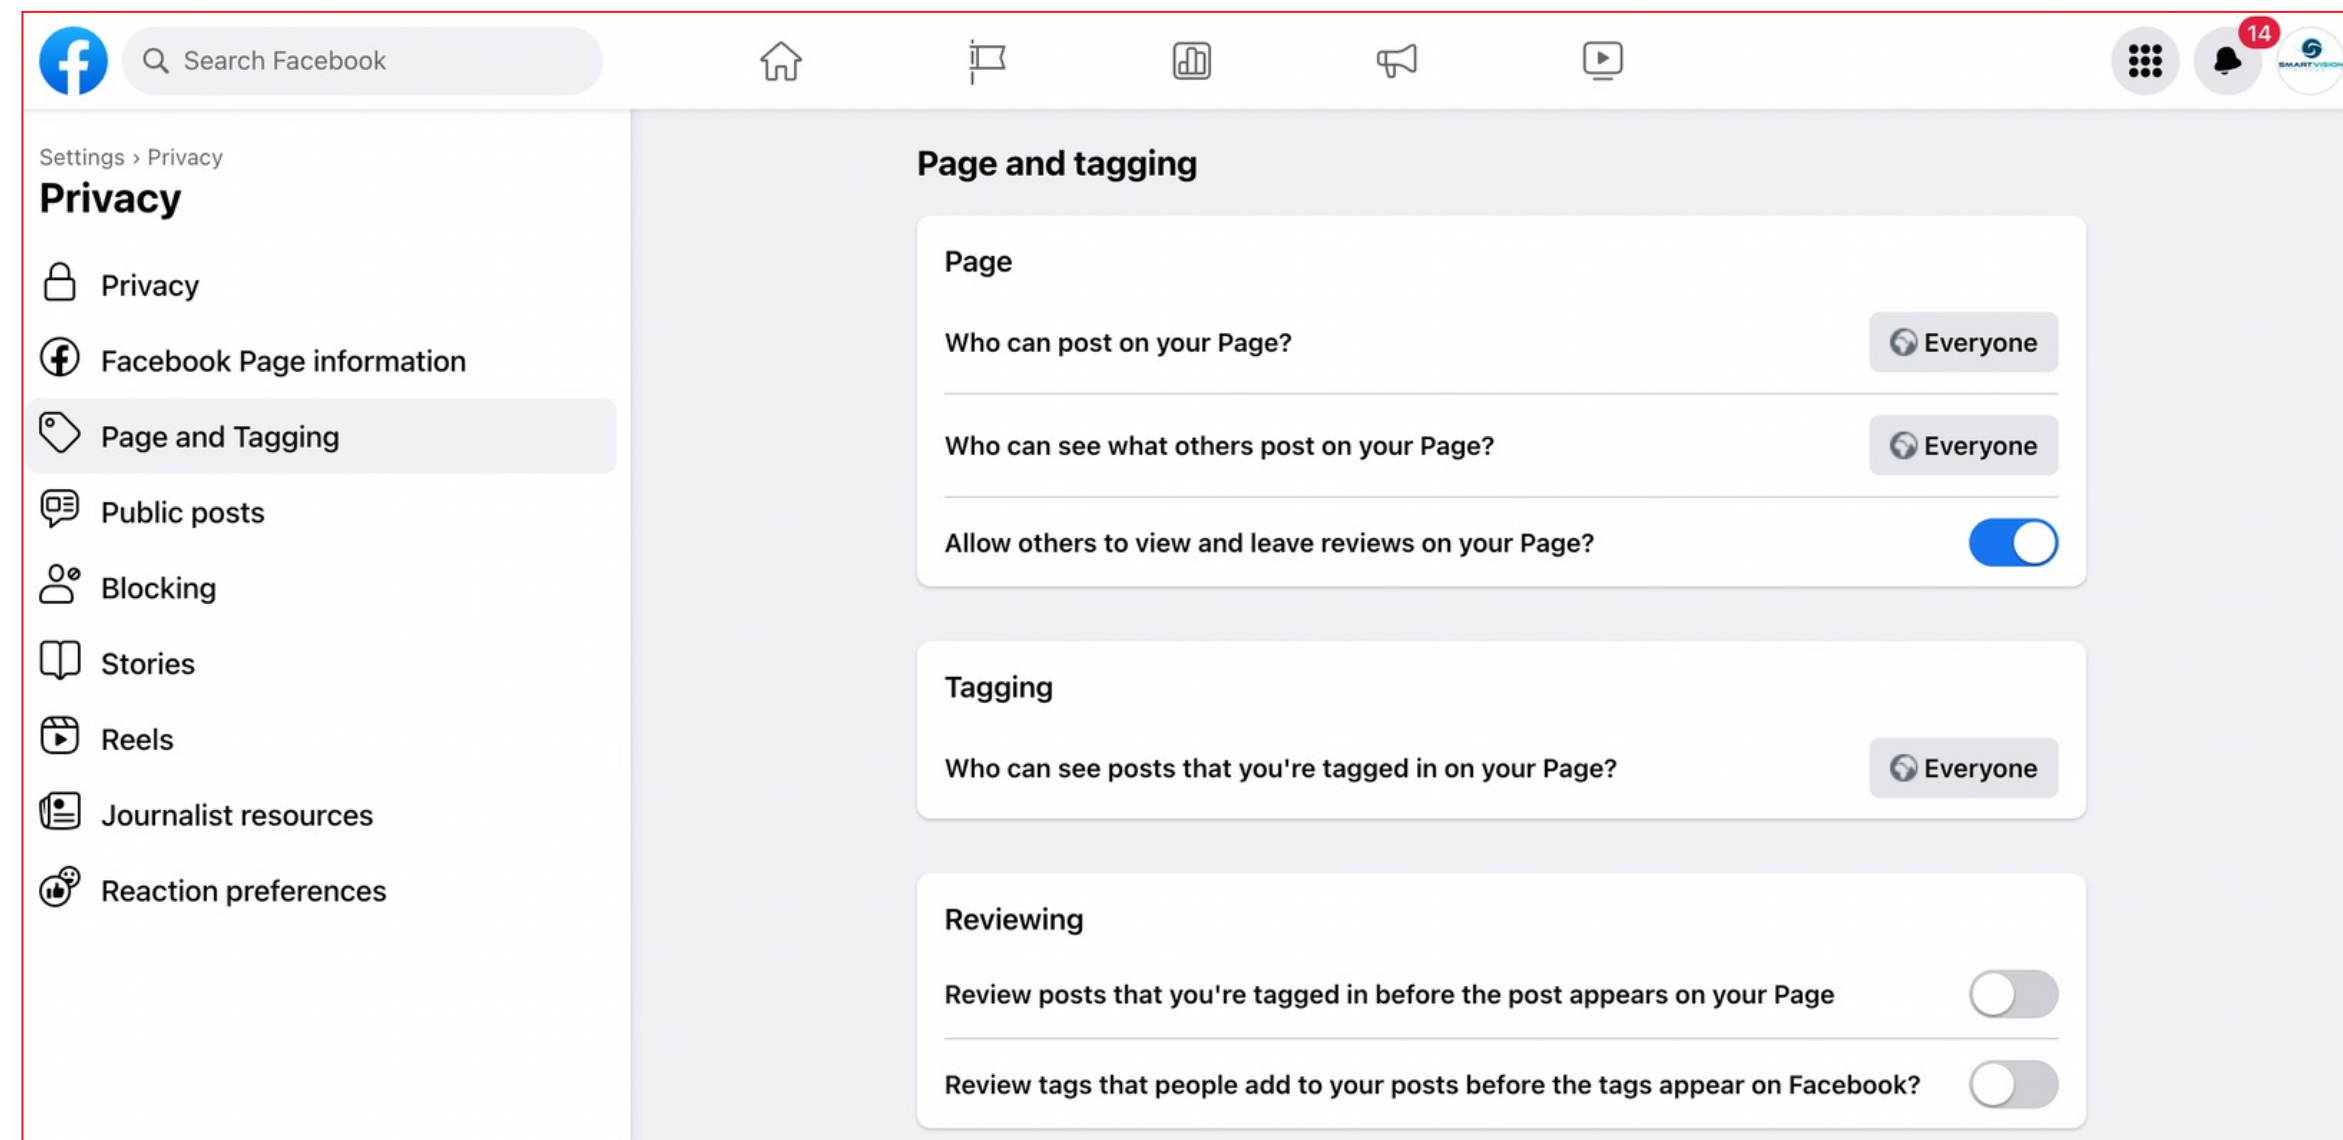 Search Facebook
14
SMARTVISION
Settings › Privacy
Privacy
Privacy
Facebook Page information
Page and Tagging
Public posts
Blocking
Stories
Reels
Journalist resources
Reaction preferences
Page and tagging
Page
Who can post on your Page?
Everyone
Who can see what others post on your Page?
Everyone
Allow others to view and leave reviews on your Page?
Tagging
Who can see posts that you're tagged in on your Page?
Everyone
Reviewing
Review posts that you're tagged in before the post appears on your Page
Review tags that people add to your posts before the tags appear on Facebook?